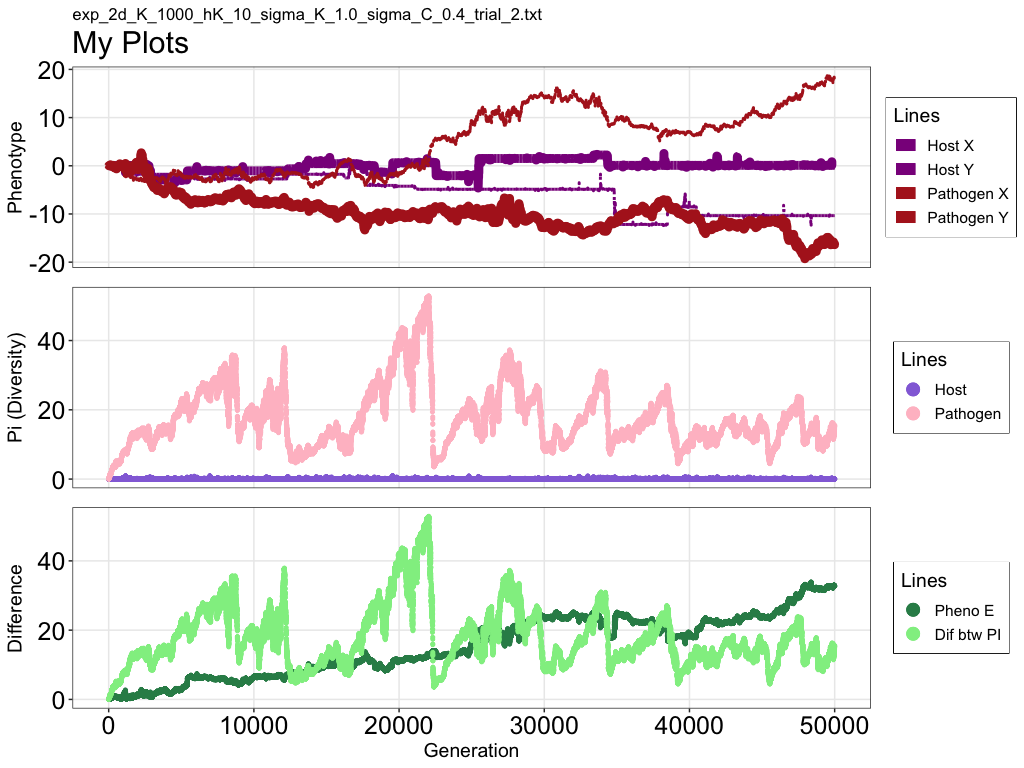 exp_2d_K_1000_hK_10_sigma_K_1.0_sigma_C_0.4_trial_2.txt
My Plots
Phenotype
20
10
0
-10
-20
Lines
Host X
Host Y
Pathogen X
Pathogen Y
Pi (Diversity)
40
20
0
Lines
Host
Pathogen
Difference
40
20
0
Lines
Pheno E
Dif btw PI
0 10000 20000 30000 40000 50000
Generation